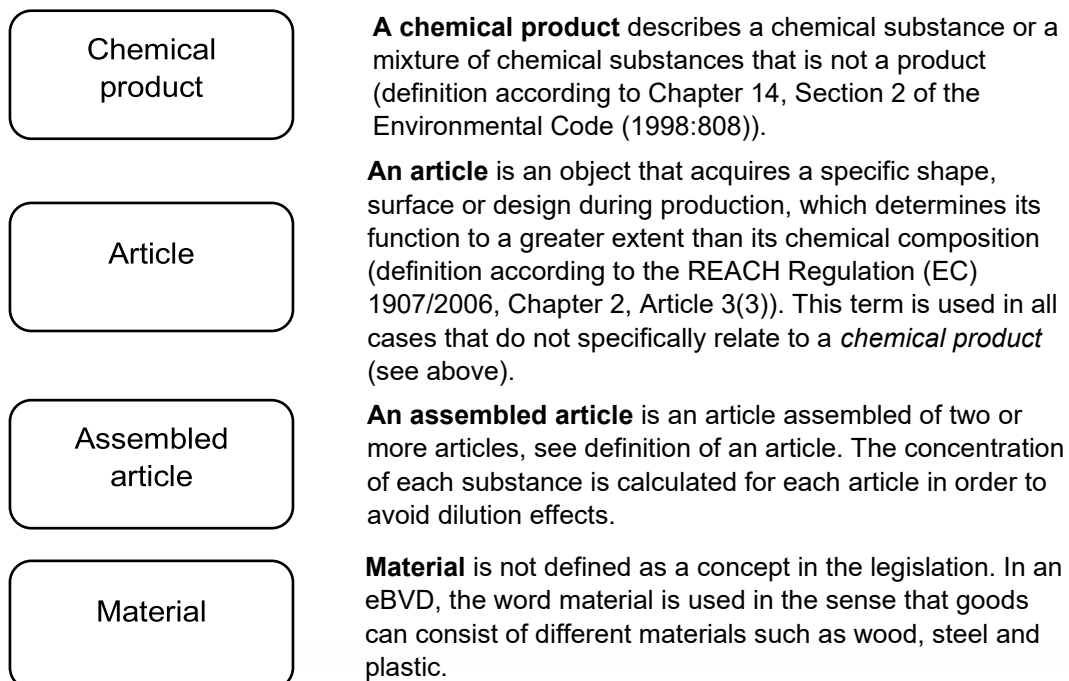 Chemical
product
A chemical product describes a chemical substance or a
mixture of chemical substances that is not a product
(definition according to Chapter 14, Section 2 of the
Environmental Code (1998:808)).
Article
An article is an object that acquires a specific shape,
surface or design during production, which determines its
function to a greater extent than its chemical composition
(definition according to the REACH Regulation (EC)
1907/2006, Chapter 2, Article 3(3)). This term is used in all
cases that do not specifically relate to a chemical product
(see above).
Assembled
article
An assembled article is an article assembled of two or
more articles, see definition of an article. The concentration
of each substance is calculated for each article in order to
avoid dilution effects.
Material
Material is not defined as a concept in the legislation. In an
eBVD, the word material is used in the sense that goods
can consist of different materials such as wood, steel and
plastic.